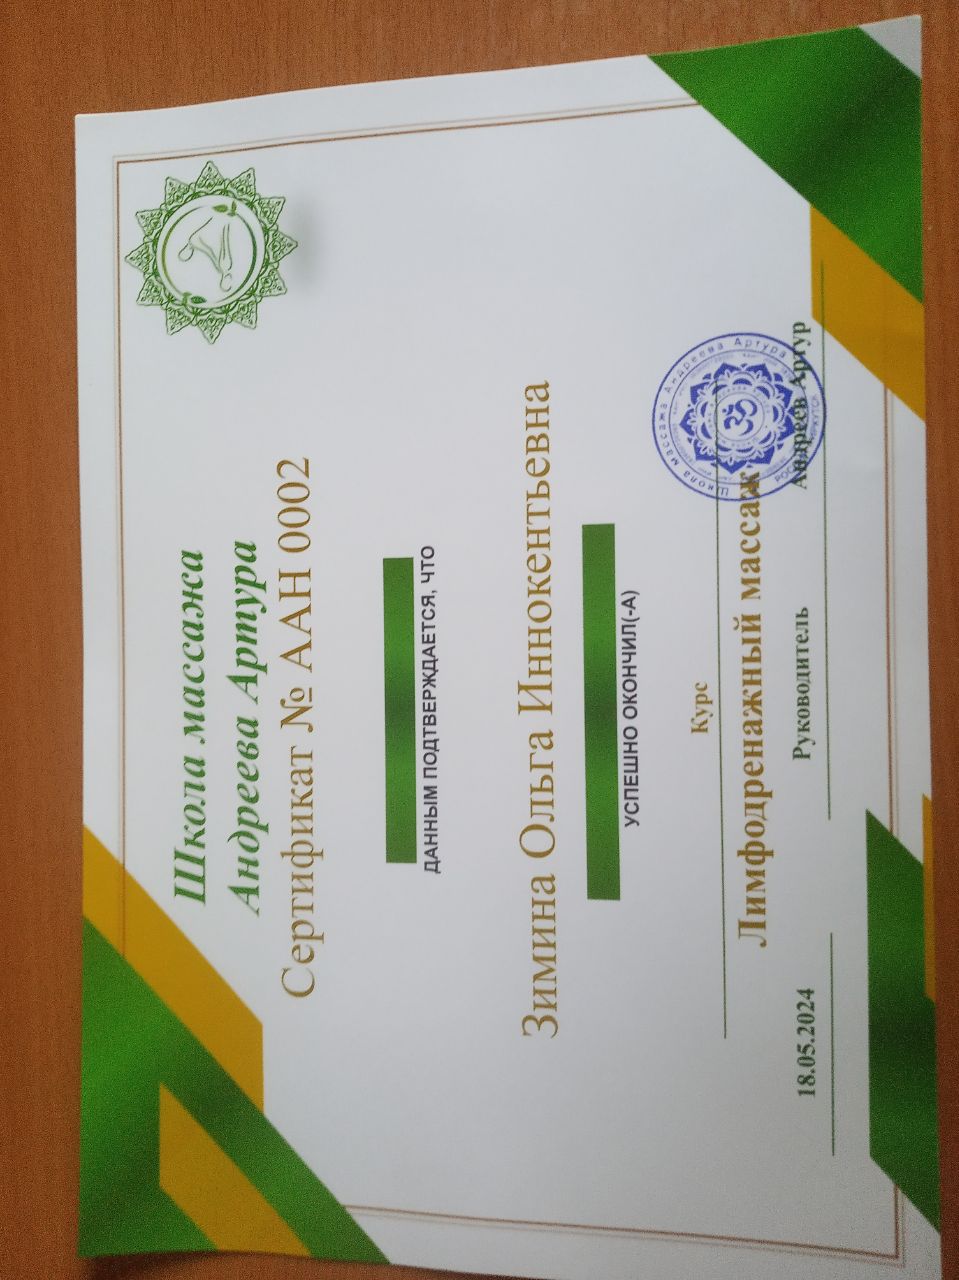 Школа массажа
Андреева Артура
Сертификат № ААН 0002
ДАННЫМ ПОДТВЕРЖДАЕТСЯ, ЧТО
Зимина Ольга Иннокентьевна
УСПЕШНО ОКОНЧИЛ(-А)
Курс
Лимфодренажный массаж
18.05.2024 Руководитель Андреев Артур
Школа массажа Андреева Артура
ИРКУТСК